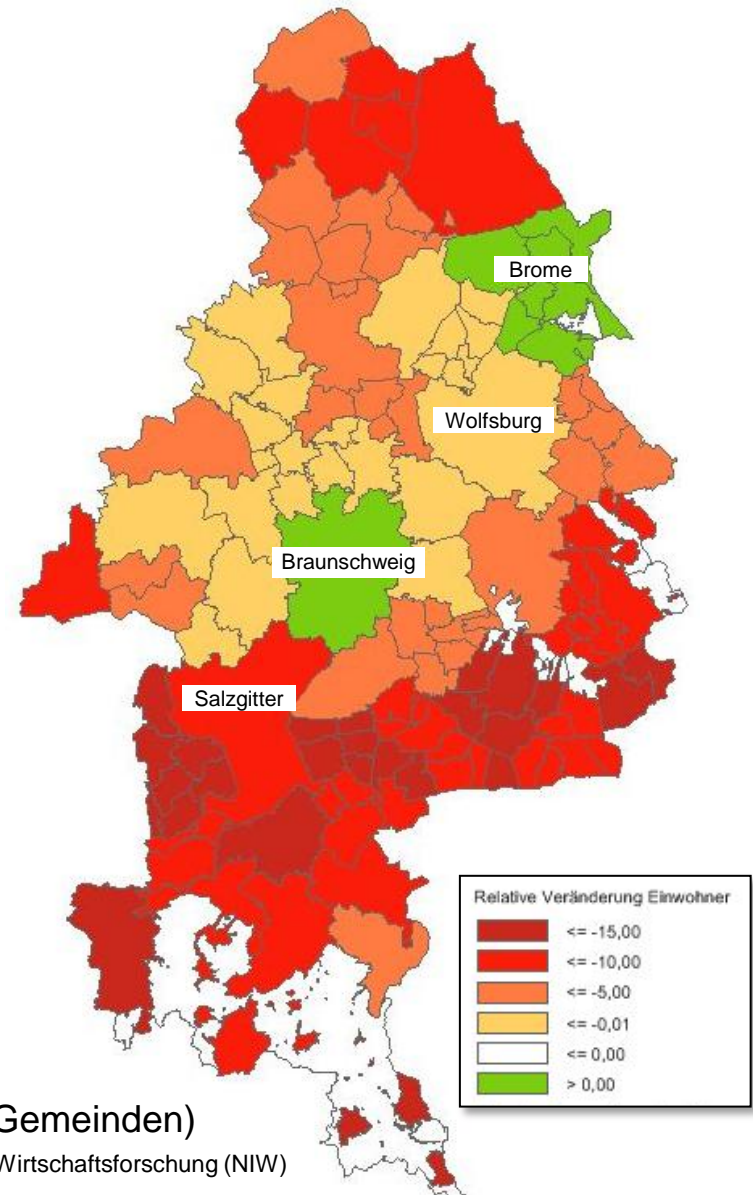 Brome
Wolfsburg
Braunschweig
Salzgitter
Relative Veränderung Einwohner
<= -15,00
<= -10,00
<= -5,00
<= -0,01
<= 0,00
> 0,00
Gemeinden)
Wirtschaftsforschung (NIW)